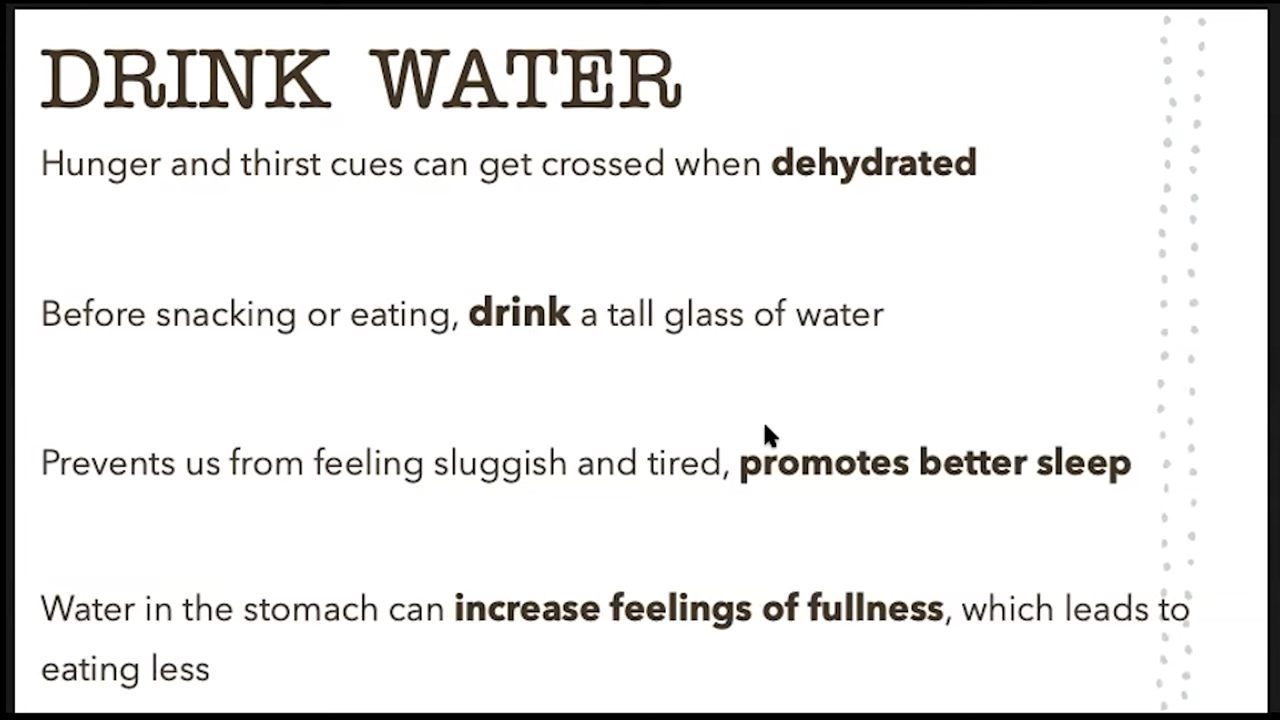 DRINK WATER
Hunger and thirst cues can get crossed when dehydrated
Before snacking or eating, drink a tall glass of water
Prevents us from feeling sluggish and tired, promotes better sleep
Water in the stomach can increase feelings of fullness, which leads to
eating less